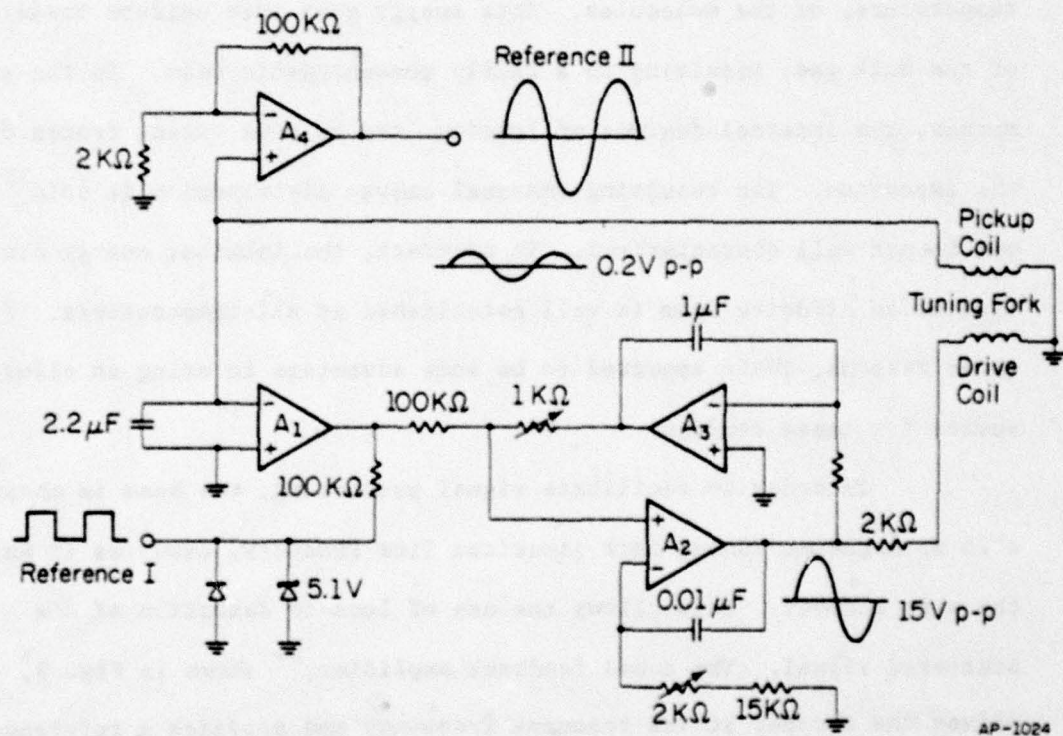 100KΩ
Reference II
A4
−
+
2KΩ
Pickup
Coil
0.2V p-p
1μF
Tuning Fork
Drive
Coil
2.2μF
−
A1
+
100KΩ
1KΩ
A3
−
+
100KΩ
Reference I
5.1V
+
A2
−
2KΩ
0.01μF
15V p-p
2KΩ
15KΩ
AP-1024